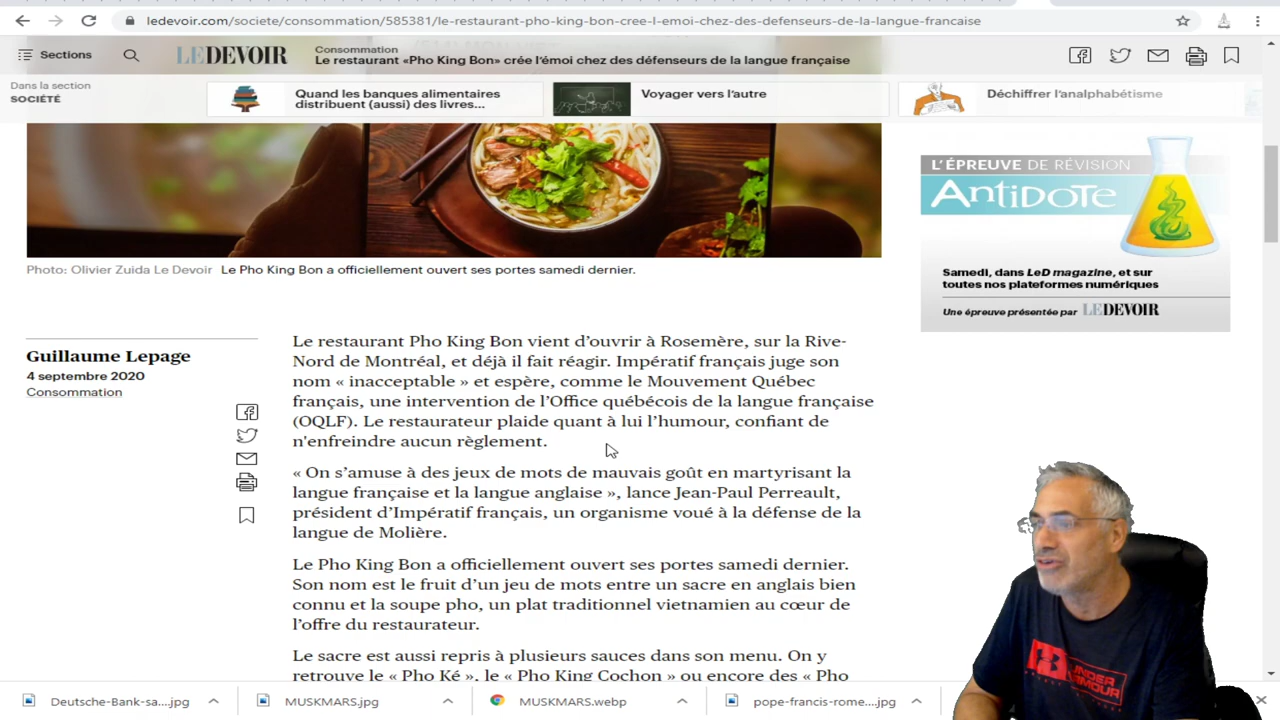 ledevoir.com/societe/consommation/585381/le-restaurant-pho-king-bon-cree-l-emoi-chez-des-defenseurs-de-la-langue-francaise
Sections
LE DEVOIR
Consommation
Le restaurant «Pho King Bon» crée l'émoi chez des défenseurs de la langue française
Dans la section
SOCIÉTÉ
Quand les banques alimentaires
distribuent (aussi) des livres...
Voyager vers l'autre
Déchiffrer l'analphabétisme
L'ÉPREUVE DE RÉVISION
ANTIDOTE
Samedi, dans LeD magazine, et sur
toutes nos plateformes numériques
Une épreuve présentée par LE DEVOIR
Photo: Olivier Zuida Le Devoir Le Pho King Bon a officiellement ouvert ses portes samedi dernier.
Guillaume Lepage
4 septembre 2020
Consommation
Le restaurant Pho King Bon vient d'ouvrir à Rosemère, sur la Rive-
Nord de Montréal, et déjà il fait réagir. Impératif français juge son
nom « inacceptable » et espère, comme le Mouvement Québec
français, une intervention de l'Office québécois de la langue française
(OQLF). Le restaurateur plaide quant à lui l'humour, confiant de
n'enfreindre aucun règlement.
« On s'amuse à des jeux de mots de mauvais goût en martyrisant la
langue française et la langue anglaise », lance Jean-Paul Perreault,
président d'Impératif français, un organisme voué à la défense de la
langue de Molière.
Le Pho King Bon a officiellement ouvert ses portes samedi dernier.
Son nom est le fruit d'un jeu de mots entre un sacre en anglais bien
connu et la soupe pho, un plat traditionnel vietnamien au cœur de
l'offre du restaurateur.
Le sacre est aussi repris à plusieurs sauces dans son menu. On y
retrouve le « Pho Ké », le « Pho King Cochon » ou encore des « Pho
UNDER
ARMOUR
Deutsche-Bank-sa....jpg
MUSKMARS.jpg
MUSKMARS.webp
pope-francis-rome....jpg